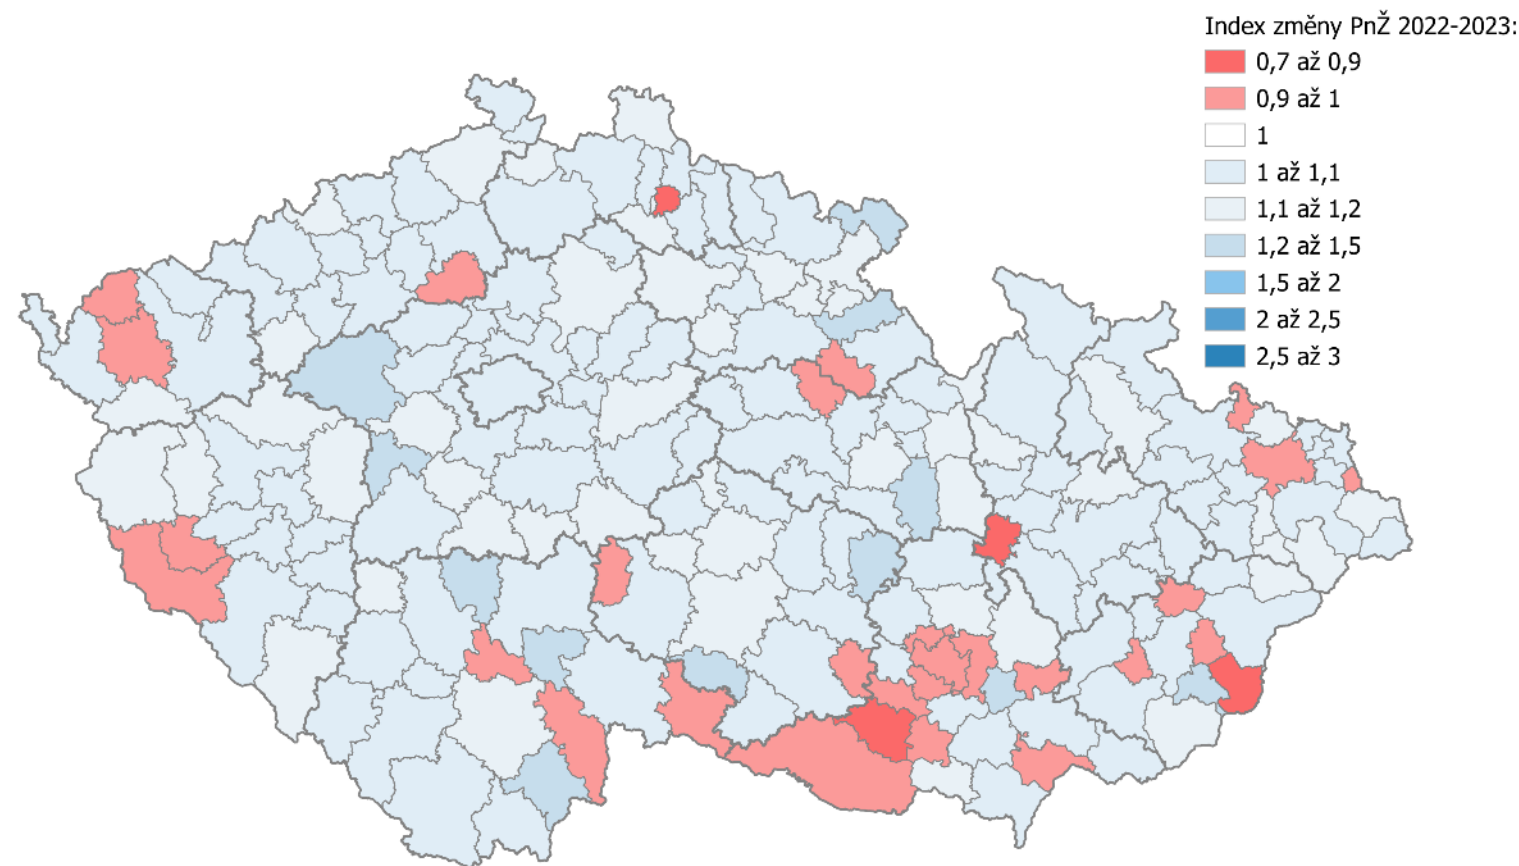 Index změny PnŽ 2022-2023:
0,7 až 0,9
0,9 až 1
1
1 až 1,1
1,1 až 1,2
1,2 až 1,5
1,5 až 2
2 až 2,5
2,5 až 3